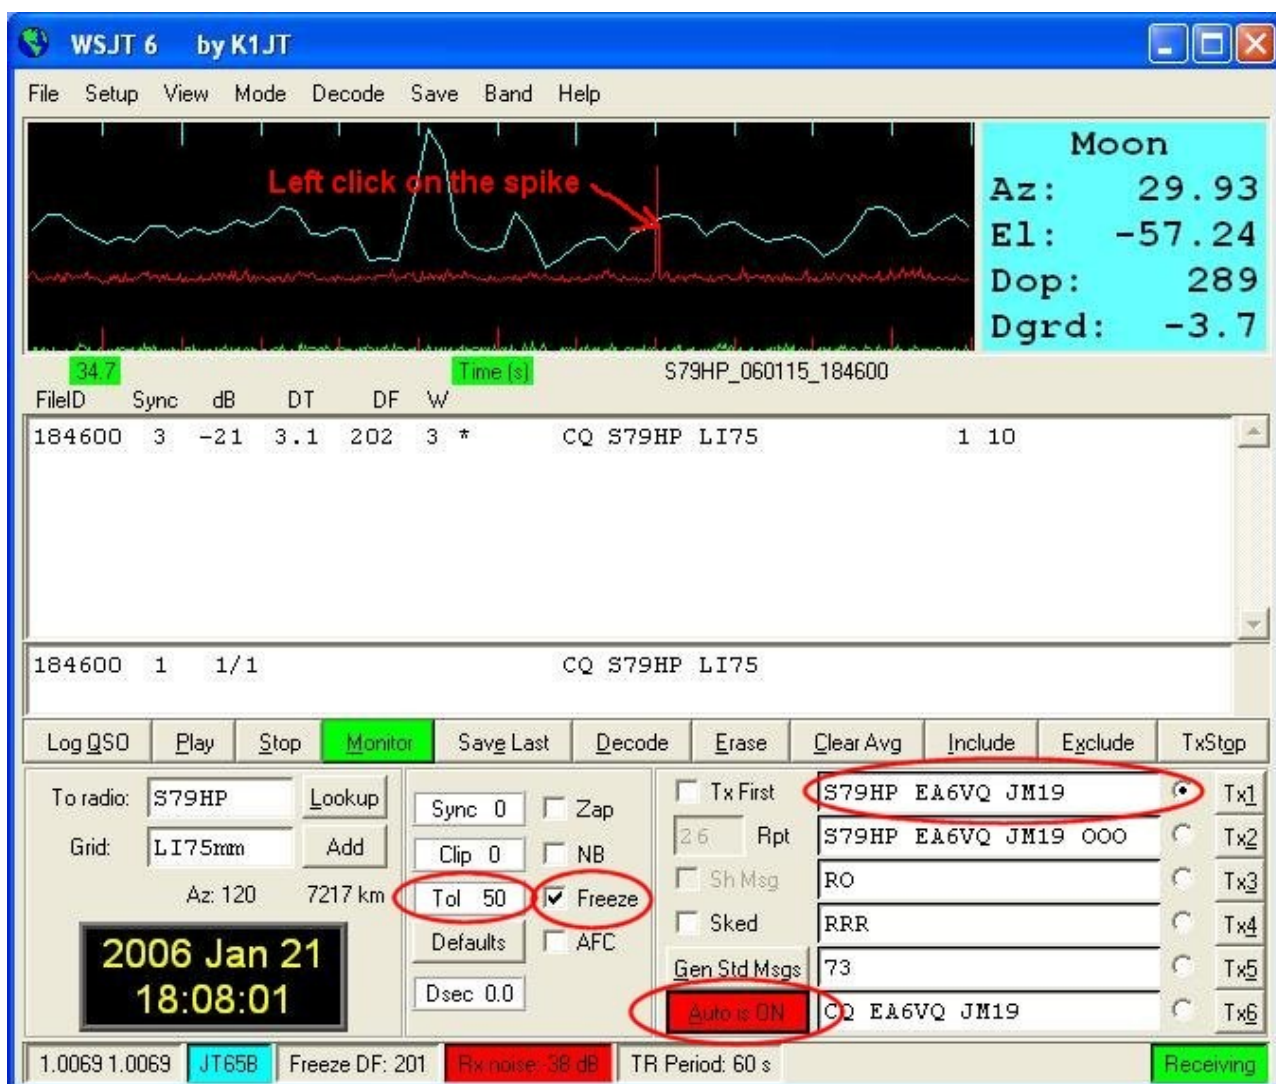 WSJT 6 by K1JT
File Setup View Mode Decode Save Band Help
Left click on the spike
Moon
Az: 29.93
El: -57.24
Dop: 289
Dgrd: -3.7
34.7 Time (s) S79HP_060115_184600
FileID Sync dB DT DF W
184600 3 -21 3.1 202 3 * CQ S79HP LI75 1 10
184600 1 1/1 CQ S79HP LI75
Log QSO Play Stop Monitor Save Last Decode Erase Clear Avg Include Exclude TxStop
To radio: S79HP Lookup
Grid: LI75mm Add
Az: 120 7217 km
2006 Jan 21
18:08:01
Sync 0 Zap
Clip 0 NB
Tol 50 Freeze
Defaults AFC
Dsec 0.0
Tx First S79HP EA6VQ JM19 Tx1
26 Rpt S79HP EA6VQ JM19 OOO Tx2
Sh Msg RO Tx3
Sked RRR Tx4
Gen Std Msgs 73 Tx5
Auto is ON CQ EA6VQ JM19 Tx6
1.0069 1.0069 JT65B Freeze DF: 201 Rx noise: 38 dB TR Period: 60 s Receiving